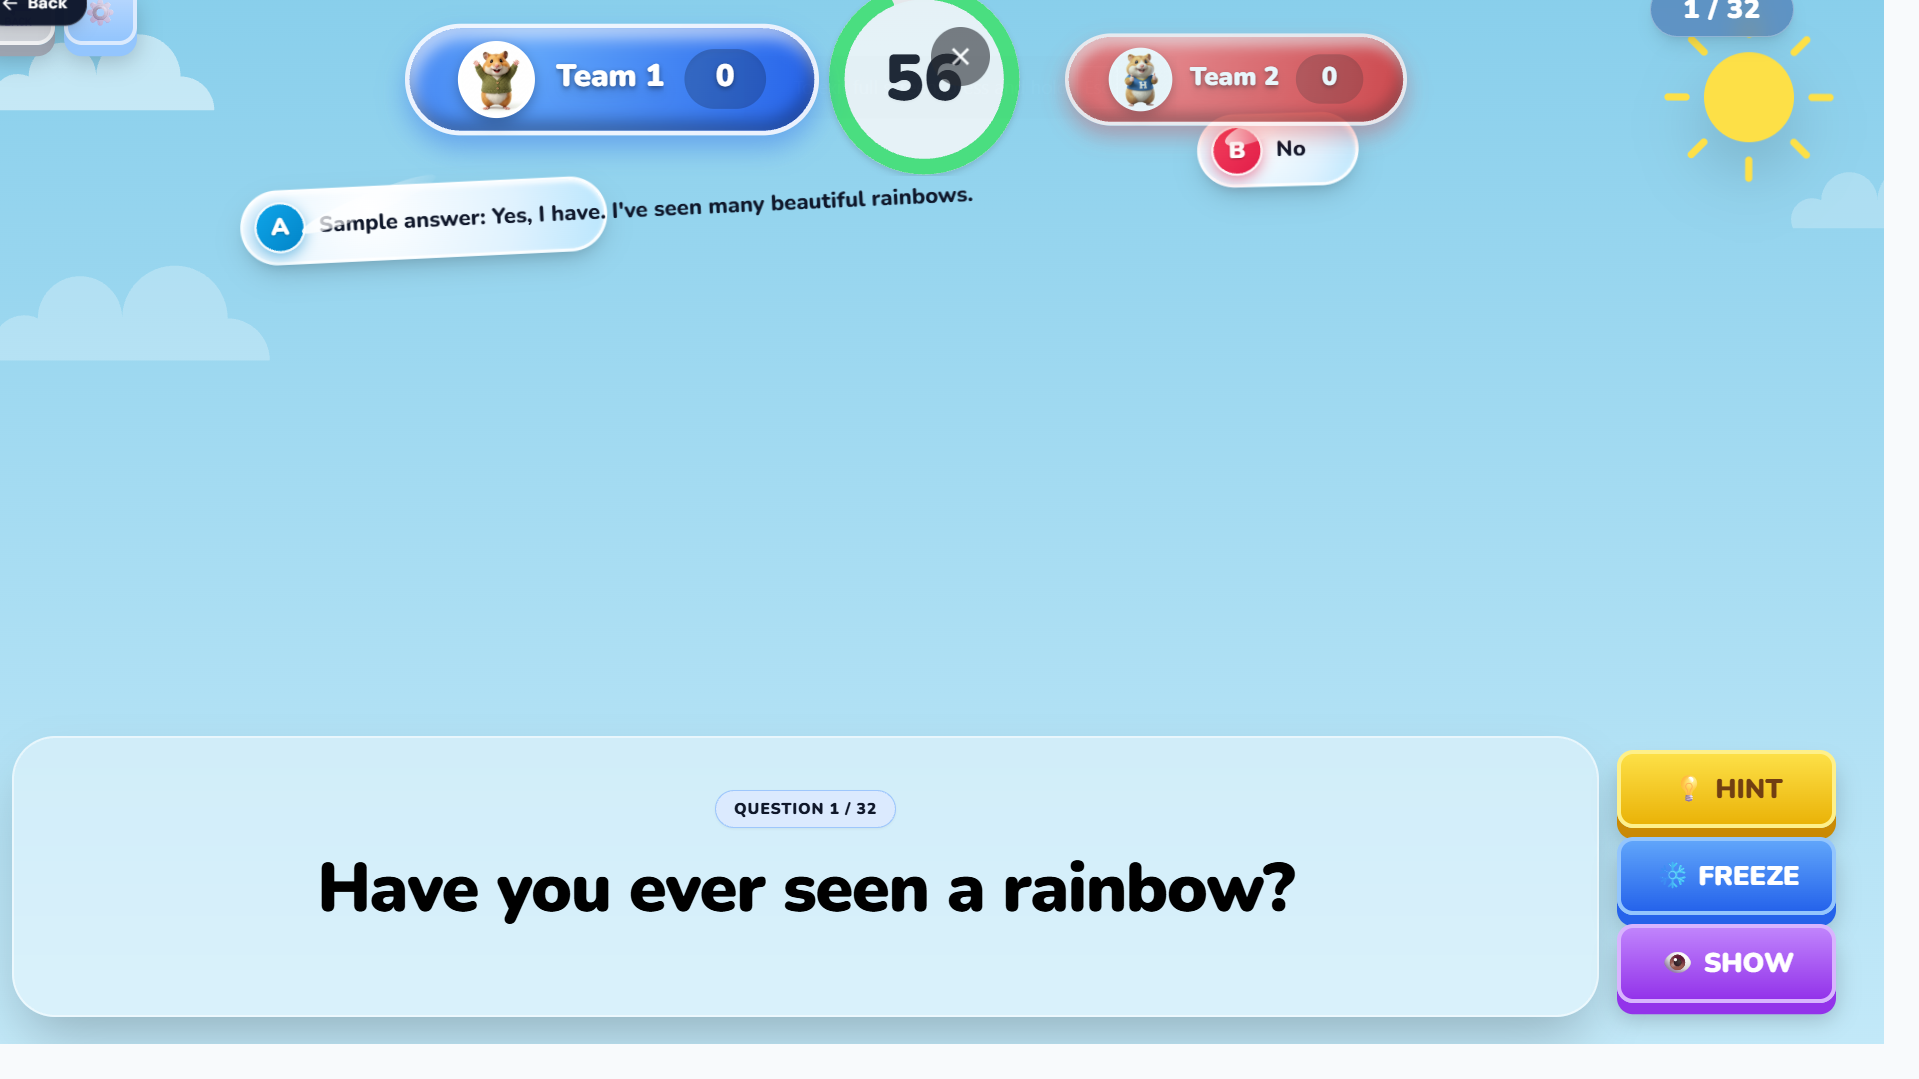 Back
Team 1 0
56
Team 2 0
1 / 32
B No
A Sample answer: Yes, I have. I've seen many beautiful rainbows.
QUESTION 1 / 32
Have you ever seen a rainbow?
HINT
FREEZE
SHOW